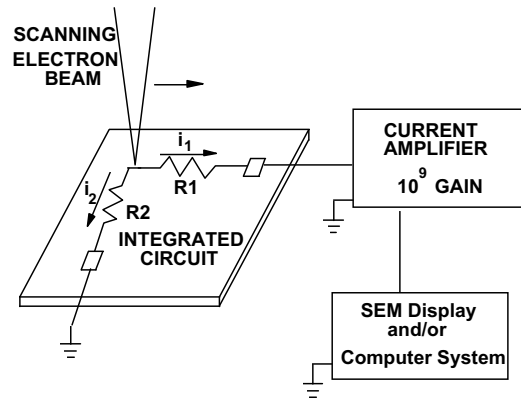 SCANNING
ELECTRON
BEAM
i1
R1
i2
R2
INTEGRATED
CIRCUIT
CURRENT
AMPLIFIER
10^9 GAIN
SEM Display
and/or
Computer System